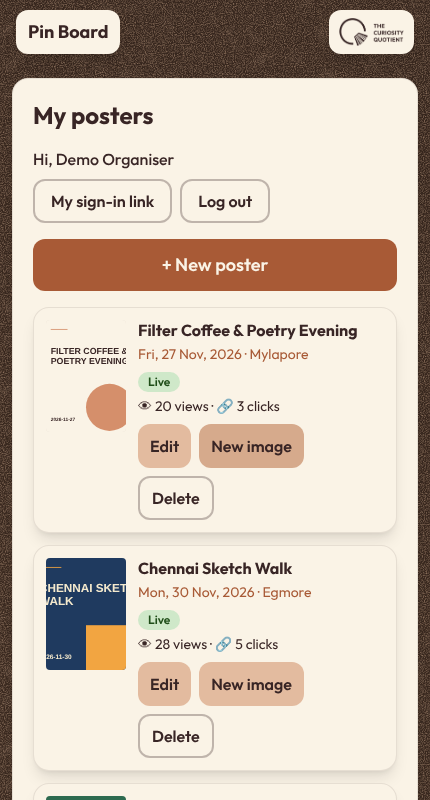 Pin Board
THE
CURIOSITY
QUOTIENT
My posters
Hi, Demo Organiser
My sign-in link
Log out
+ New poster
FILTER COFFEE &
POETRY EVENING
2026-11-27
Filter Coffee & Poetry Evening
Fri, 27 Nov, 2026 · Mylapore
Live
👁 20 views · 🔗 3 clicks
Edit
New image
Delete
CHENNAI SKET
WALK
26-11-30
Chennai Sketch Walk
Mon, 30 Nov, 2026 · Egmore
Live
👁 28 views · 🔗 5 clicks
Edit
New image
Delete